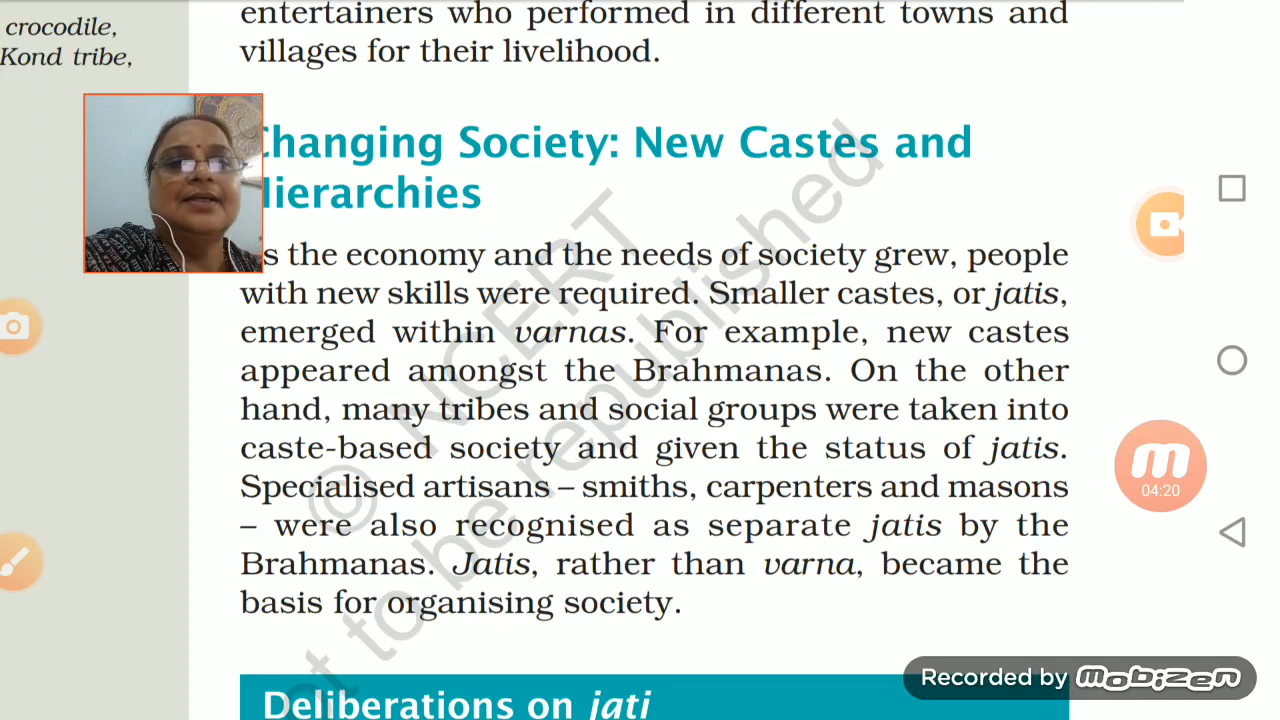 crocodile,
Kond tribe,
entertainers who performed in different towns and
villages for their livelihood.
hanging Society: New Castes and
ierarchies
s the economy and the needs of society grew, people
with new skills were required. Smaller castes, or jatis,
emerged within varnas. For example, new castes
appeared amongst the Brahmanas. On the other
hand, many tribes and social groups were taken into
caste-based society and given the status of jatis.
Specialised artisans – smiths, carpenters and masons
– were also recognised as separate jatis by the
Brahmanas. Jatis, rather than varna, became the
basis for organising society.
Deliberations on jati
© NCERT
not to be republished
04:20
Recorded by mobizen